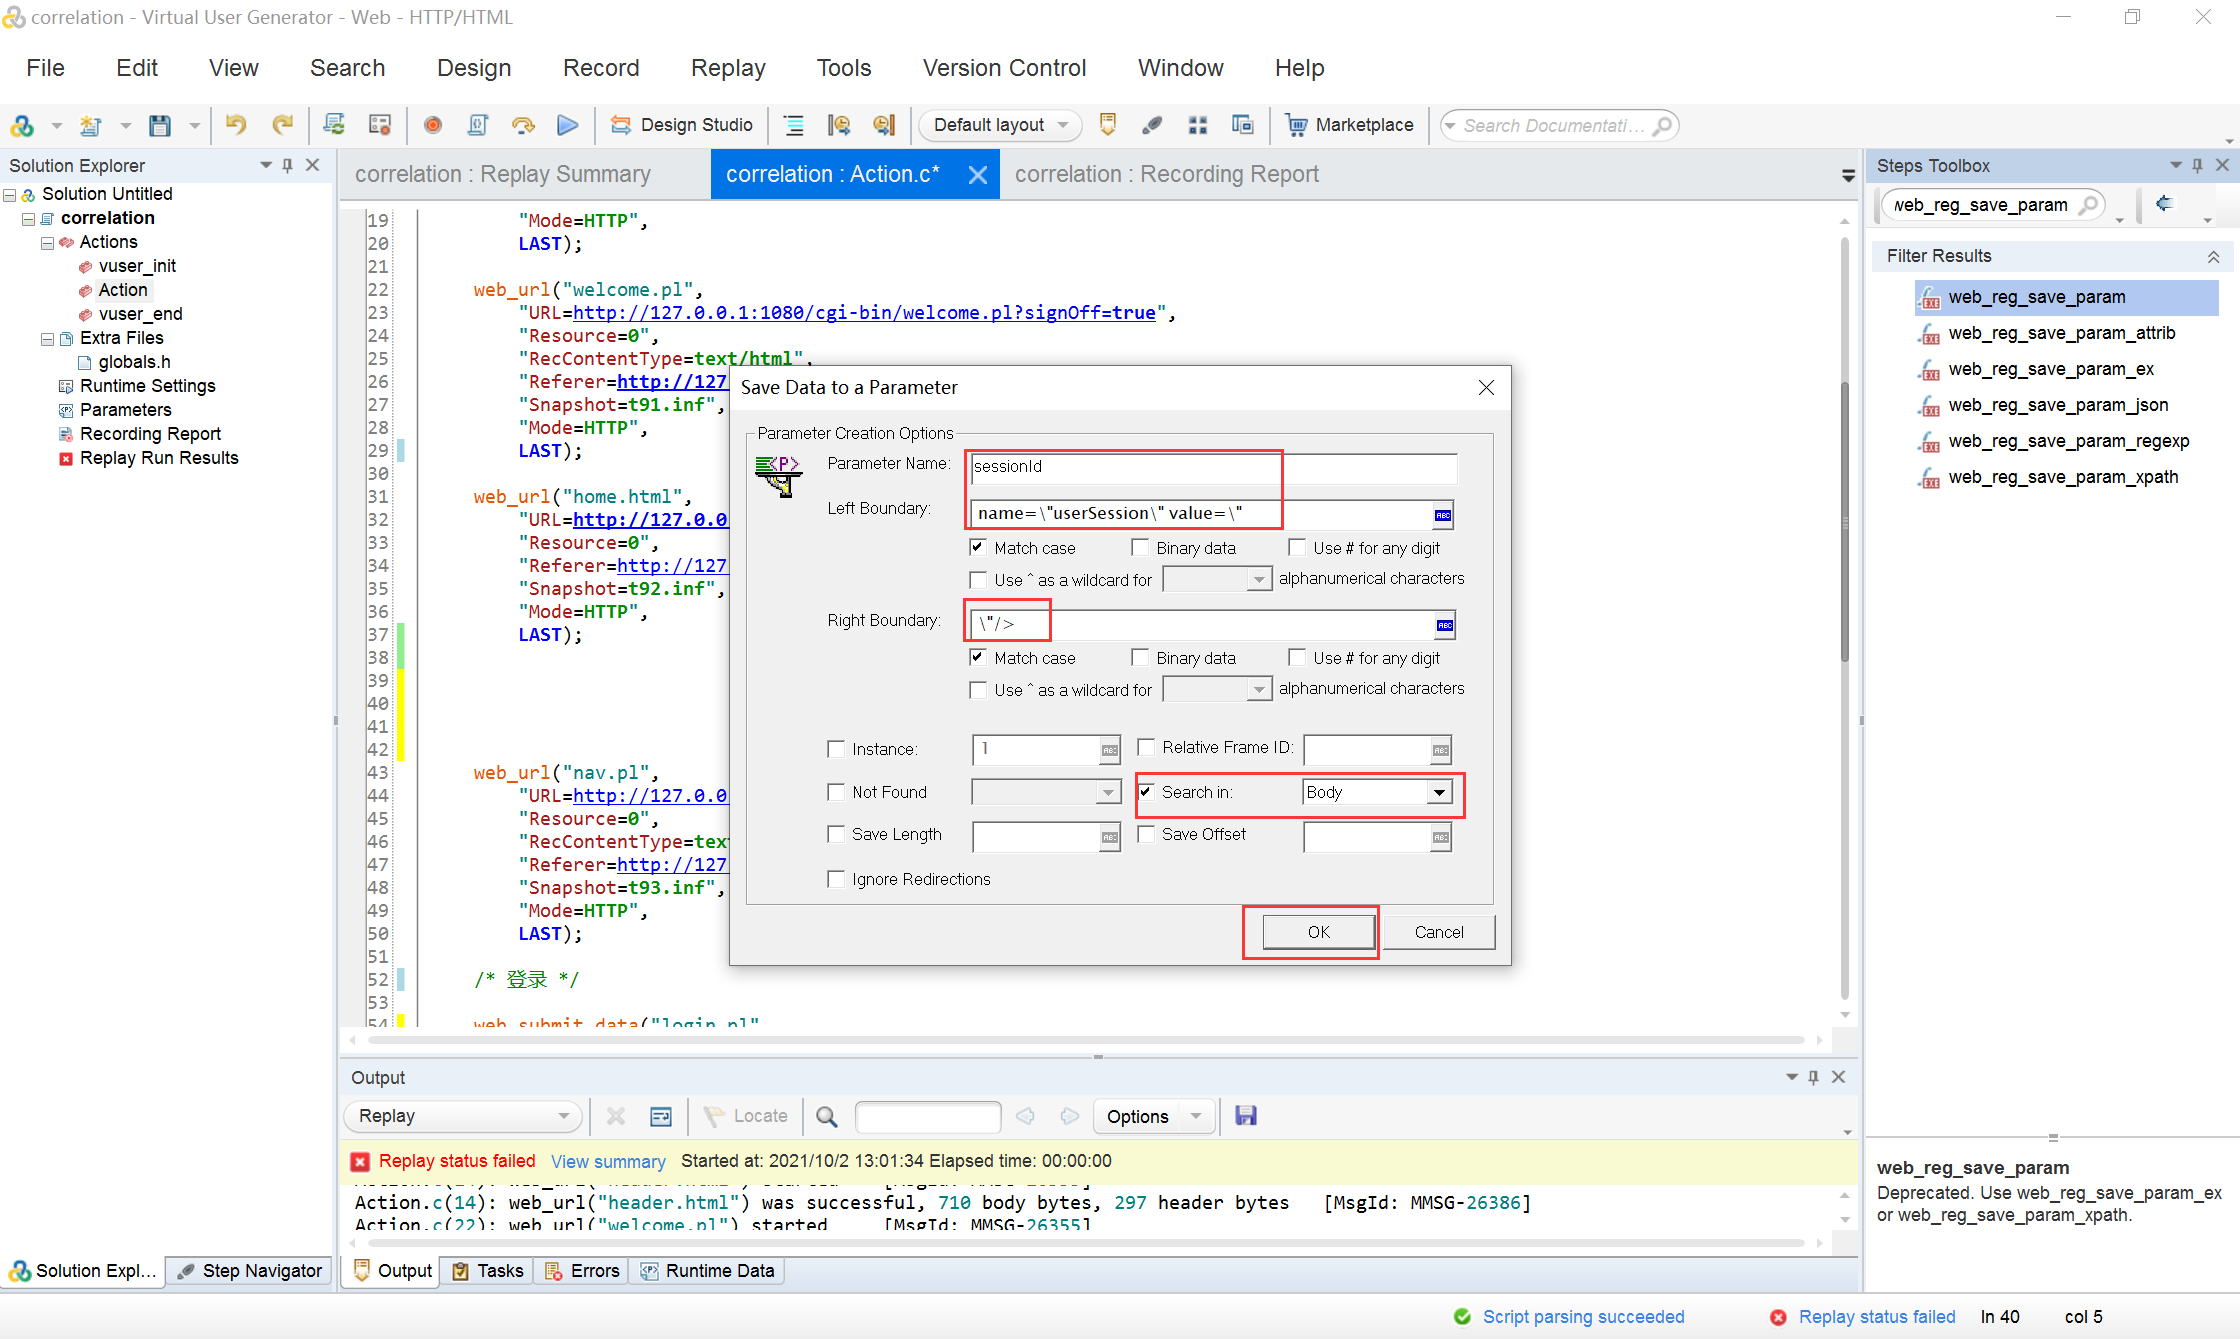 correlation - Virtual User Generator - Web - HTTP/HTML
File Edit View Search Design Record Replay Tools Version Control Window Help
Design Studio Default layout Marketplace Search Documentati...
Solution Explorer
Solution Untitled
correlation
Actions
vuser_init
Action
vuser_end
Extra Files
globals.h
Runtime Settings
Parameters
Recording Report
Replay Run Results
correlation : Replay Summary correlation : Action.c* correlation : Recording Report
19 "Mode=HTTP",
20 LAST);
21
22 web_url("welcome.pl",
23 "URL=http://127.0.0.1:1080/cgi-bin/welcome.pl?signOff=true",
24 "Resource=0",
25 "RecContentType=text/html",
26 "Referer=http://127
27 "Snapshot=t91.inf",
28 "Mode=HTTP",
29 LAST);
30
31 web_url("home.html",
32 "URL=http://127.0.0
33 "Resource=0",
34 "Referer=http://127
35 "Snapshot=t92.inf",
36 "Mode=HTTP",
37 LAST);
38
39
40
41
42
43 web_url("nav.pl",
44 "URL=http://127.0.0
45 "Resource=0",
46 "RecContentType=tex
47 "Referer=http://127
48 "Snapshot=t93.inf",
49 "Mode=HTTP",
50 LAST);
51
52 /* 登录 */
53
54 web_submit_data("login.pl"
Save Data to a Parameter
Parameter Creation Options
<P>
Parameter Name: sessionId
Left Boundary: name=\"userSession\" value=\" ABC
Match case Binary data Use # for any digit
Use ^ as a wildcard for alphanumerical characters
Right Boundary: \"/> ABC
Match case Binary data Use # for any digit
Use ^ as a wildcard for alphanumerical characters
Instance: 1 ABC Relative Frame ID: ABC
Not Found Search in: Body
Save Length ABC Save Offset ABC
Ignore Redirections
OK Cancel
Steps Toolbox
web_reg_save_param
Filter Results
web_reg_save_param
web_reg_save_param_attrib
web_reg_save_param_ex
web_reg_save_param_json
web_reg_save_param_regexp
web_reg_save_param_xpath
web_reg_save_param
Deprecated. Use web_reg_save_param_ex
or web_reg_save_param_xpath.
Output
Replay Locate Options
Replay status failed View summary Started at: 2021/10/2 13:01:34 Elapsed time: 00:00:00
Action.c(14): web_url("header.html") was successful, 710 body bytes, 297 header bytes [MsgId: MMSG-26386]
Action.c(22): web_url("welcome.pl") started [MsgId: MMSG-26355]
Solution Expl... Step Navigator Output Tasks Errors Runtime Data
Script parsing succeeded Replay status failed ln 40 col 5